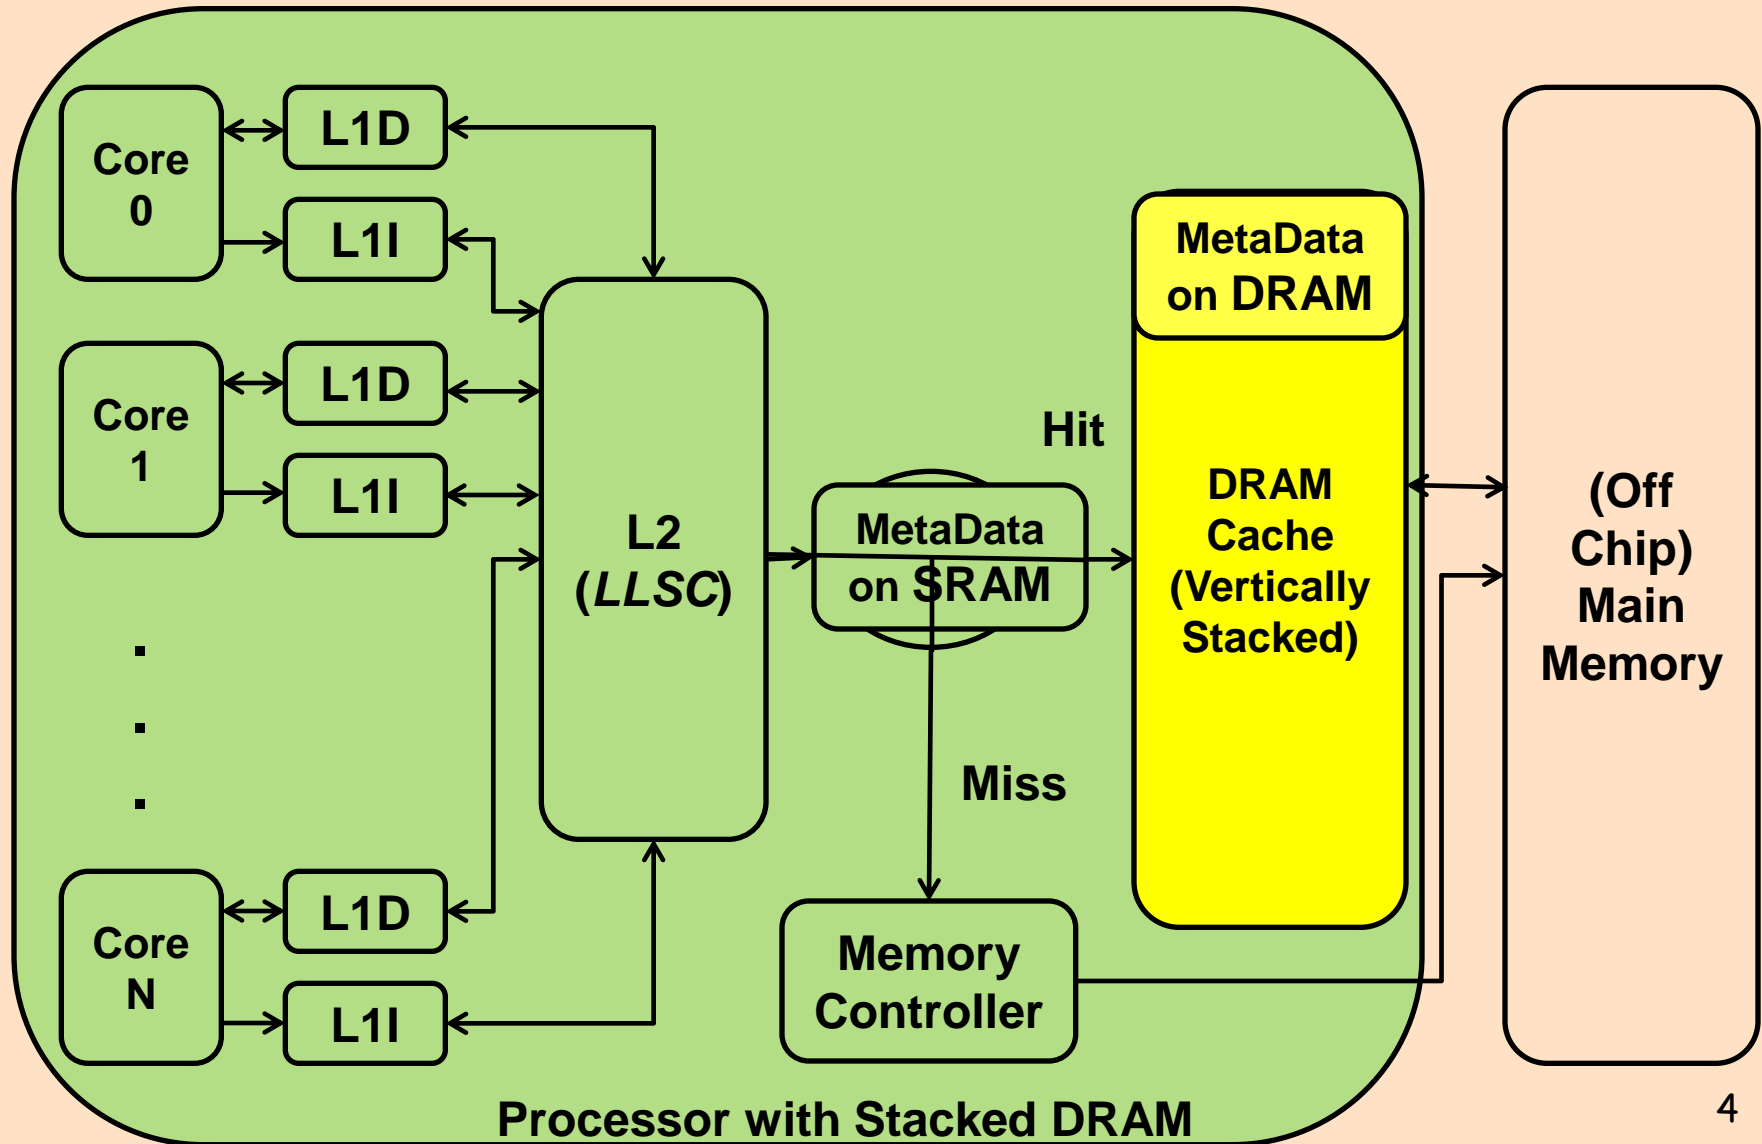 Core
0
L1D
L1I
Core
1
L1D
L1I
.
.
.
Core
N
L1D
L1I
L2
(LLSC)
MetaData
on SRAM
Hit
Miss
Memory
Controller
MetaData
on DRAM
DRAM
Cache
(Vertically
Stacked)
(Off
Chip)
Main
Memory
Processor with Stacked DRAM
4